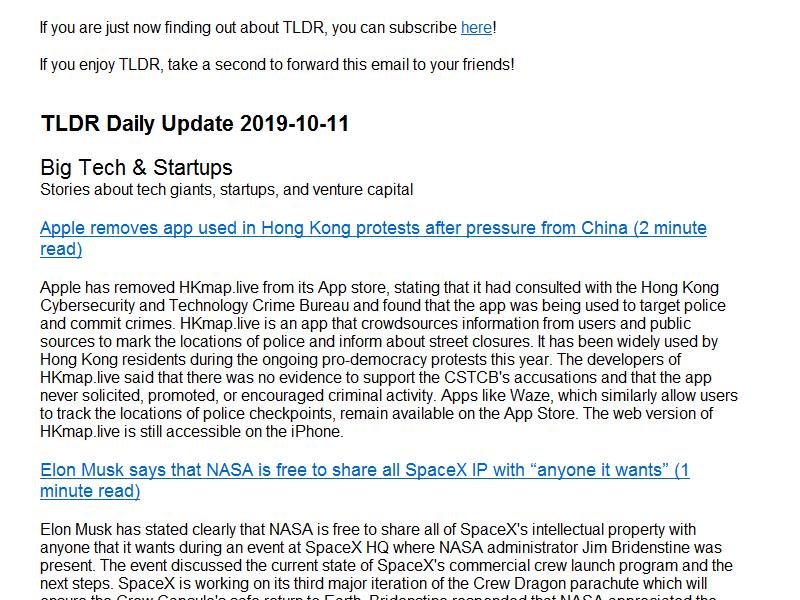 If you are just now finding out about TLDR, you can subscribe here!
If you enjoy TLDR, take a second to forward this email to your friends!
TLDR Daily Update 2019-10-11
Big Tech & Startups
Stories about tech giants, startups, and venture capital
Apple removes app used in Hong Kong protests after pressure from China (2 minute
read)
Apple has removed HKmap.live from its App store, stating that it had consulted with the Hong Kong
Cybersecurity and Technology Crime Bureau and found that the app was being used to target police
and commit crimes. HKmap.live is an app that crowdsources information from users and public
sources to mark the locations of police and inform about street closures. It has been widely used by
Hong Kong residents during the ongoing pro-democracy protests this year. The developers of
HKmap.live said that there was no evidence to support the CSTCB's accusations and that the app
never solicited, promoted, or encouraged criminal activity. Apps like Waze, which similarly allow users
to track the locations of police checkpoints, remain available on the App Store. The web version of
HKmap.live is still accessible on the iPhone.
Elon Musk says that NASA is free to share all SpaceX IP with “anyone it wants” (1
minute read)
Elon Musk has stated clearly that NASA is free to share all of SpaceX's intellectual property with
anyone that it wants during an event at SpaceX HQ where NASA administrator Jim Bridenstine was
present. The event discussed the current state of SpaceX's commercial crew launch program and the
next steps. SpaceX is working on its third major iteration of the Crew Dragon parachute which will
ensure the Crew Capsule's safe return to Earth. Bridenstine responded that NASA appreciated the